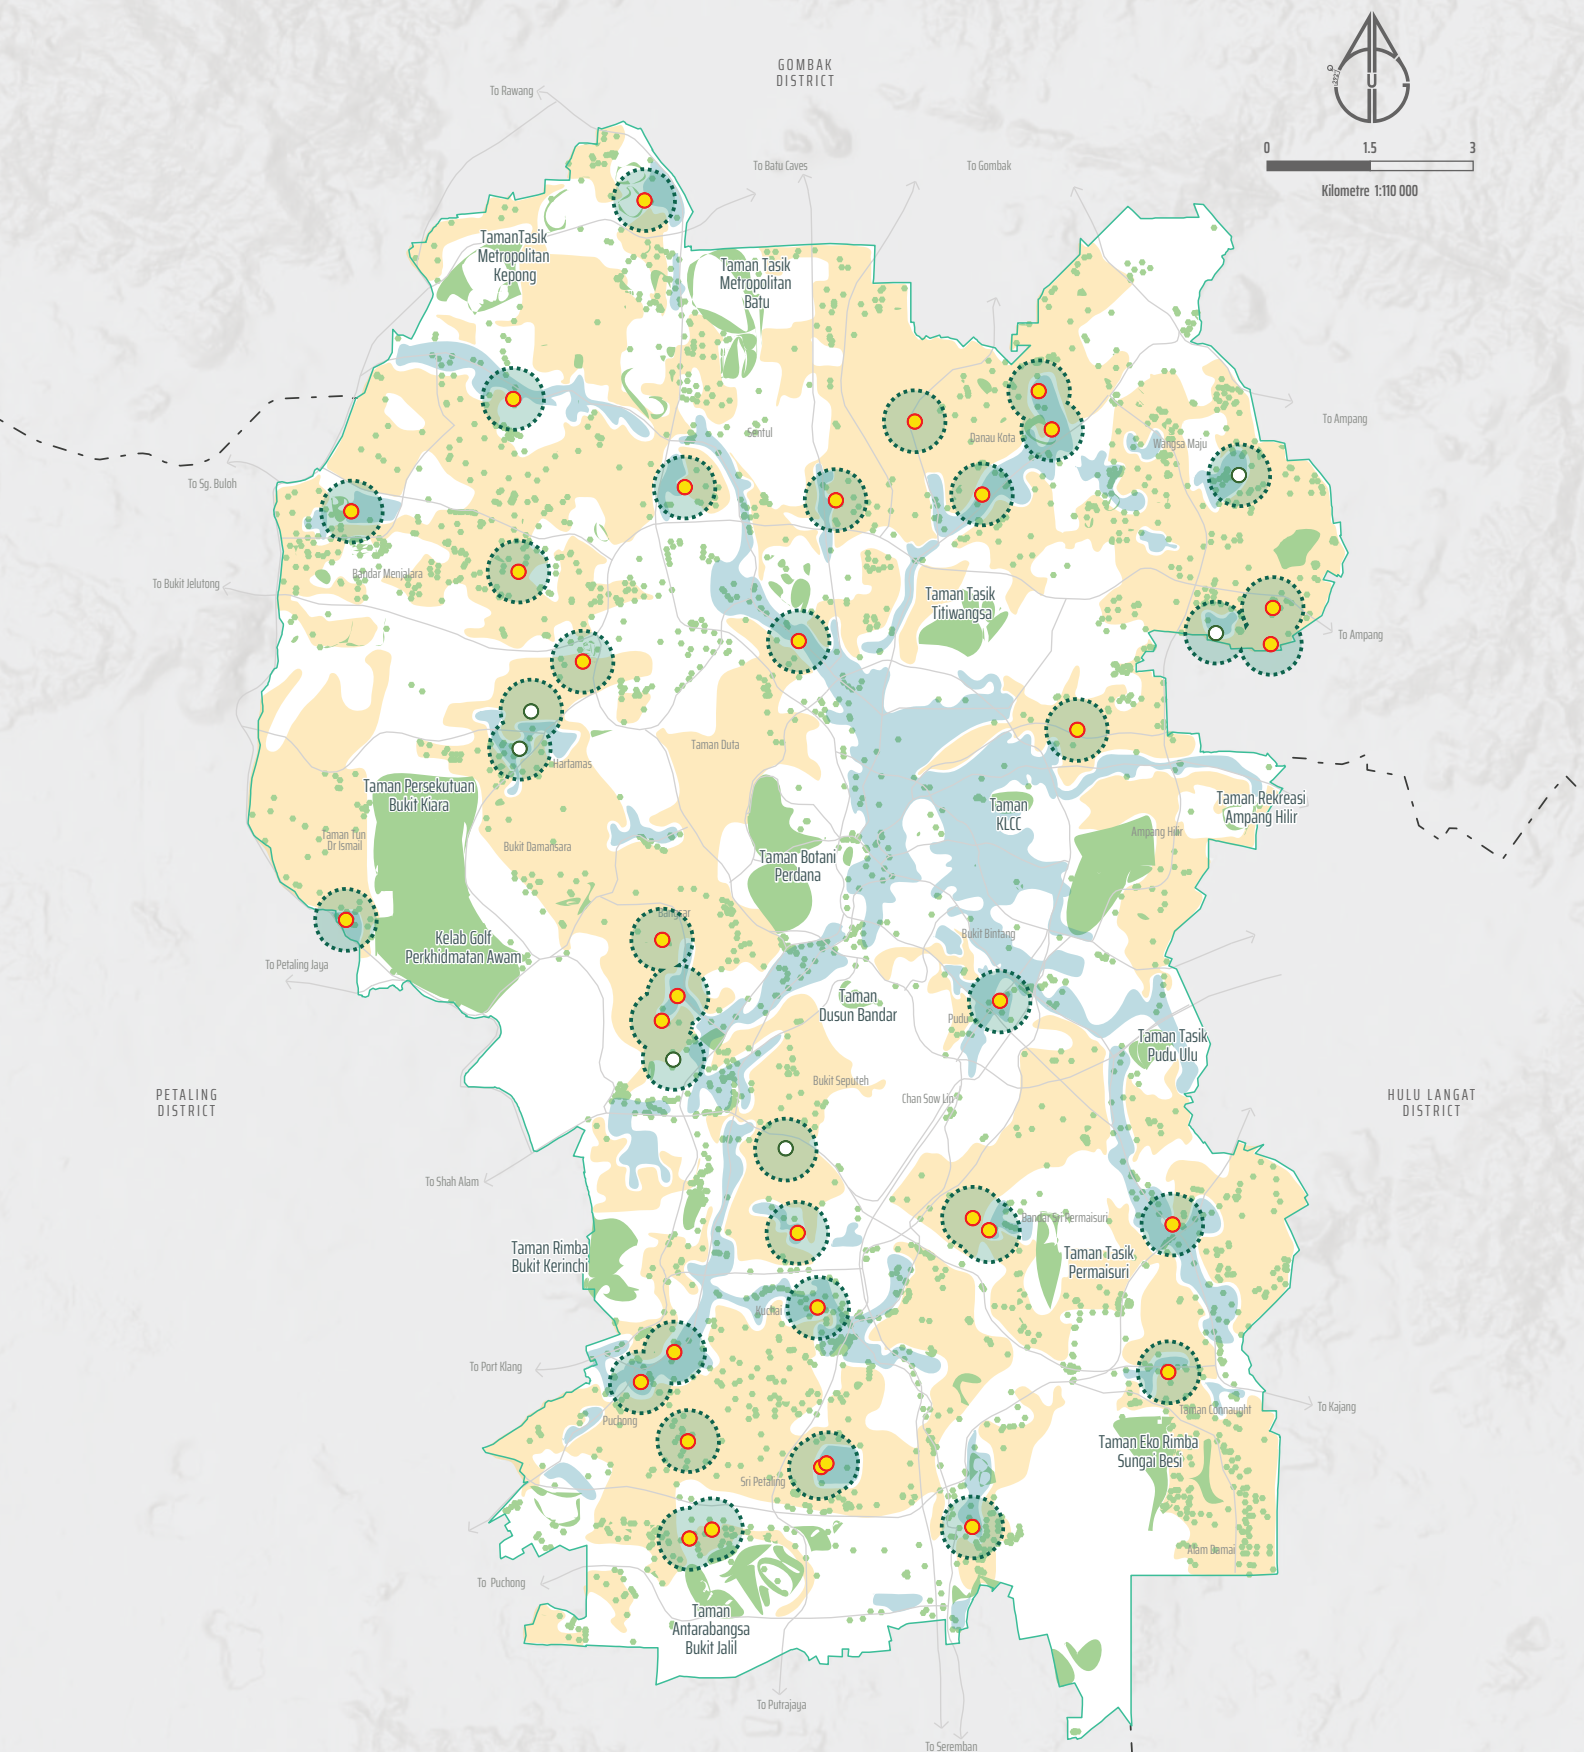 GOMBAK
DISTRICT
To Rawang
To Batu Caves
To Gombak
0 1.5 3
Kilometre 1:110 000
TamanTasik
Metropolitan
Kepong
Taman Tasik
Metropolitan
Batu
Sentul
Danau Kota
Wangsa Maju
To Ampang
To Sg. Buloh
Bandar Menjalara
To Bukit Jelutong
Taman Tasik
Titiwangsa
To Ampang
Taman Duta
Hartamas
Taman Persekutuan
Bukit Kiara
Taman
KLCC
Taman Rekreasi
Ampang Hilir
Ampang Hilir
Taman Tun
Dr Ismail
Bukit Damansara
Taman Botani
Perdana
Bangsar
Kelab Golf
Perkhidmatan Awam
Bukit Bintang
To Petaling Jaya
Taman
Dusun Bandar
Pudu
Taman Tasik
Pudu Ulu
Bukit Seputeh
Chan Sow Lin
PETALING
DISTRICT
HULU LANGAT
DISTRICT
To Shah Alam
Bandar Sri Permaisuri
Taman Rimba
Bukit Kerinchi
Taman Tasik
Permaisuri
Kuchai
To Port Klang
Puchong
Taman Connaught
To Kajang
Taman Eko Rimba
Sungai Besi
Sri Petaling
Alam Damai
To Puchong
Taman
Antarabangsa
Bukit Jalil
To Putrajaya
To Seremban